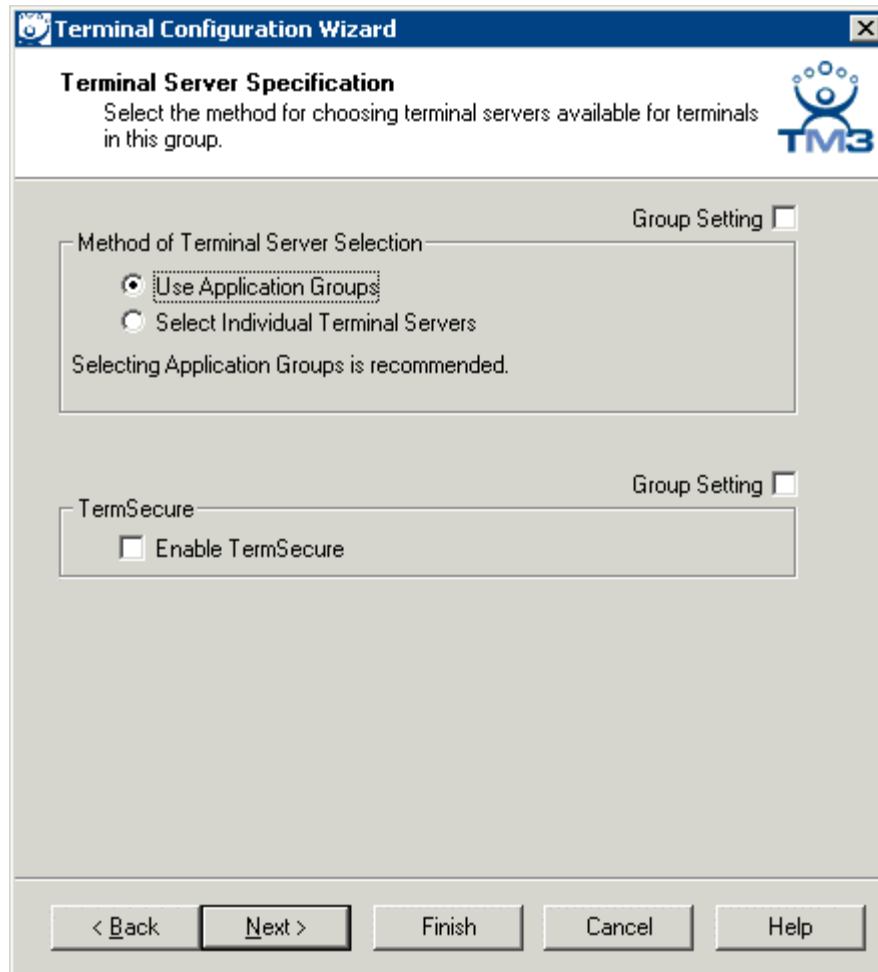 Terminal Configuration Wizard
Terminal Server Specification
Select the method for choosing terminal servers available for terminals
in this group.
TM3
Group Setting
Method of Terminal Server Selection
Use Application Groups
Select Individual Terminal Servers
Selecting Application Groups is recommended.
Group Setting
TermSecure
Enable TermSecure
< Back
Next >
Finish
Cancel
Help